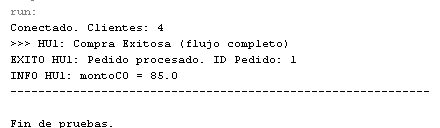 run:
Conectado. Clientes: 4
>>> HU1: Compra Exitosa (flujo completo)
EXITO HU1: Pedido procesado. ID Pedido: 1
INFO HU1: montoCO = 85.0
----------------------------------------------------------------------
Fin de pruebas.